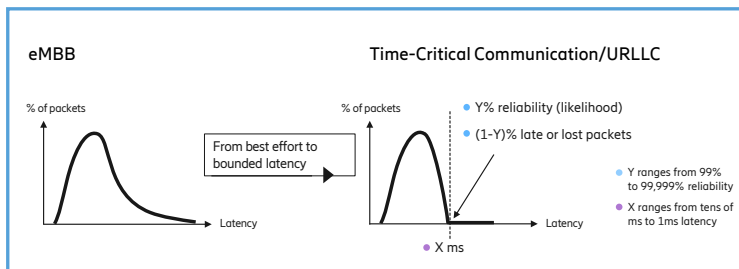 eMBB
Time-Critical Communication/URLLC
% of packets
Latency
From best effort to
bounded latency
% of packets
Y% reliability (likelihood)
(1-Y)% late or lost packets
Latency
X ms
Y ranges from 99%
to 99,999% reliability
X ranges from tens of
ms to 1ms latency